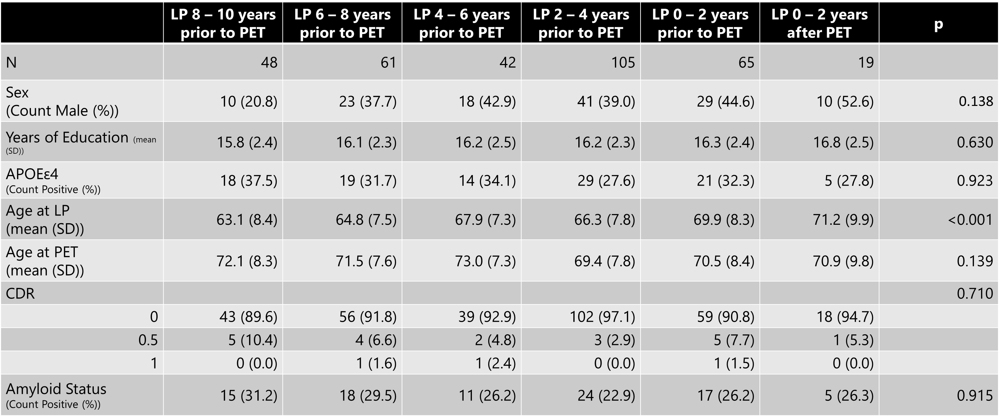 LP 8 – 10 years prior to PET LP 6 – 8 years prior to PET LP 4 – 6 years prior to PET LP 2 – 4 years prior to PET LP 0 – 2 years prior to PET LP 0 – 2 years after PET p
N 48 61 42 105 65 19
Sex
(Count Male (%)) 10 (20.8) 23 (37.7) 18 (42.9) 41 (39.0) 29 (44.6) 10 (52.6) 0.138
Years of Education (mean
(SD)) 15.8 (2.4) 16.1 (2.3) 16.2 (2.5) 16.2 (2.3) 16.3 (2.4) 16.8 (2.5) 0.630
APOEε4
(Count Positive (%)) 18 (37.5) 19 (31.7) 14 (34.1) 29 (27.6) 21 (32.3) 5 (27.8) 0.923
Age at LP
(mean (SD)) 63.1 (8.4) 64.8 (7.5) 67.9 (7.3) 66.3 (7.8) 69.9 (8.3) 71.2 (9.9) <0.001
Age at PET
(mean (SD)) 72.1 (8.3) 71.5 (7.6) 73.0 (7.3) 69.4 (7.8) 70.5 (8.4) 70.9 (9.8) 0.139
CDR 0.710
0 43 (89.6) 56 (91.8) 39 (92.9) 102 (97.1) 59 (90.8) 18 (94.7)
0.5 5 (10.4) 4 (6.6) 2 (4.8) 3 (2.9) 5 (7.7) 1 (5.3)
1 0 (0.0) 1 (1.6) 1 (2.4) 0 (0.0) 1 (1.5) 0 (0.0)
Amyloid Status
(Count Positive (%)) 15 (31.2) 18 (29.5) 11 (26.2) 24 (22.9) 17 (26.2) 5 (26.3) 0.915